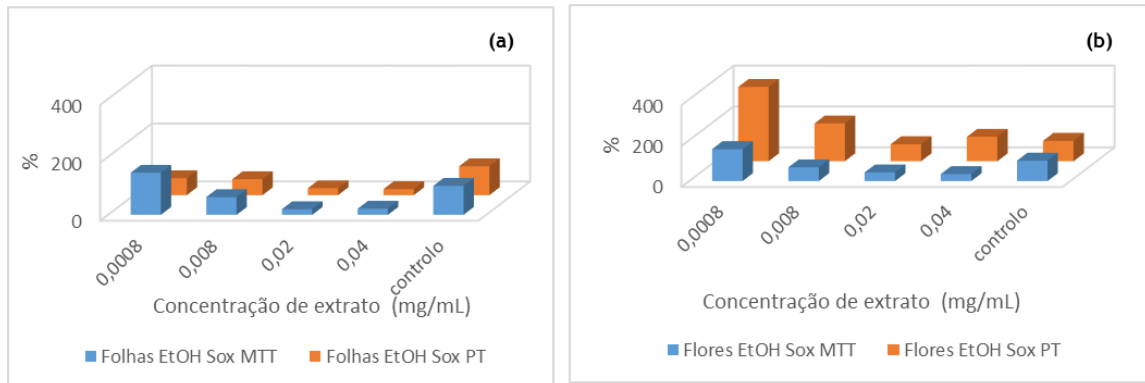 (a)
400
200
0
%
0,0008
0,008
0,02
0,04
controlo
Concentração de extrato (mg/mL)
Folhas EtOH Sox MTT
Folhas EtOH Sox PT
(b)
400
200
0
%
0,0008
0,008
0,02
0,04
controlo
Concentração de extrato (mg/mL)
Flores EtOH Sox MTT
Flores EtOH Sox PT